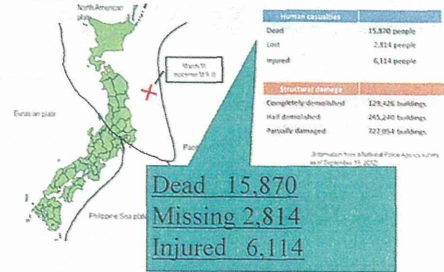 North American
plate
March 11
Eurasian plate
Philippine Sea plate
Human casualties
Dead 15,870 people
Lost 2,814 people
Injured 6,114 people
Structural damage
Completely demolished 129,426 buildings
Half demolished
Partially damaged
Dead 15,870
Missing 2,814
Injured 6,114